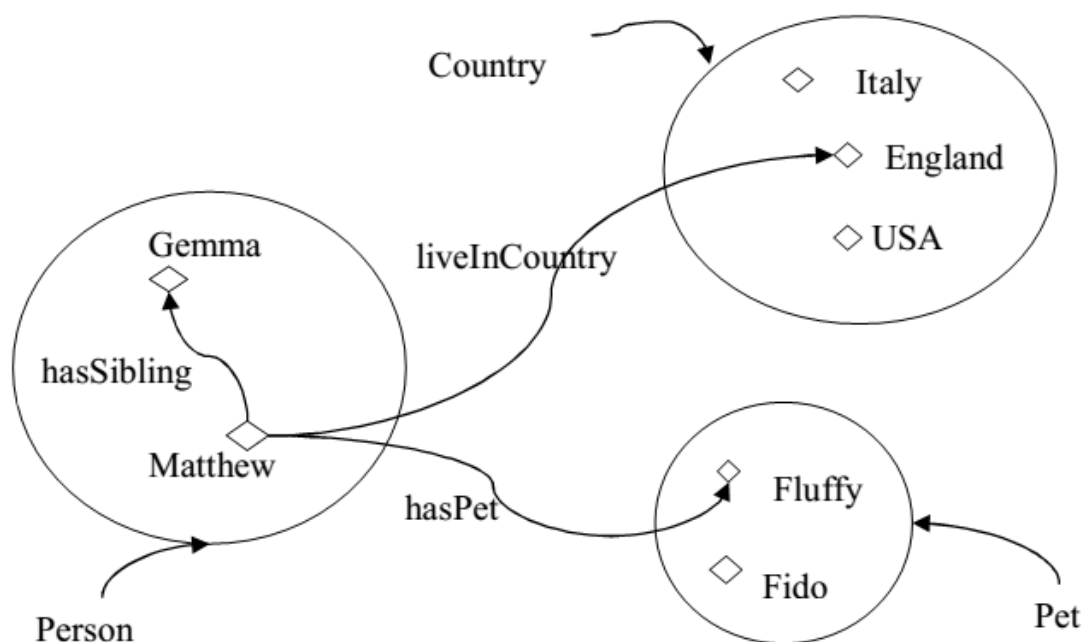 Country
Italy
England
USA
Gemma
liveInCountry
hasSibling
Matthew
hasPet
Fluffy
Fido
Person
Pet